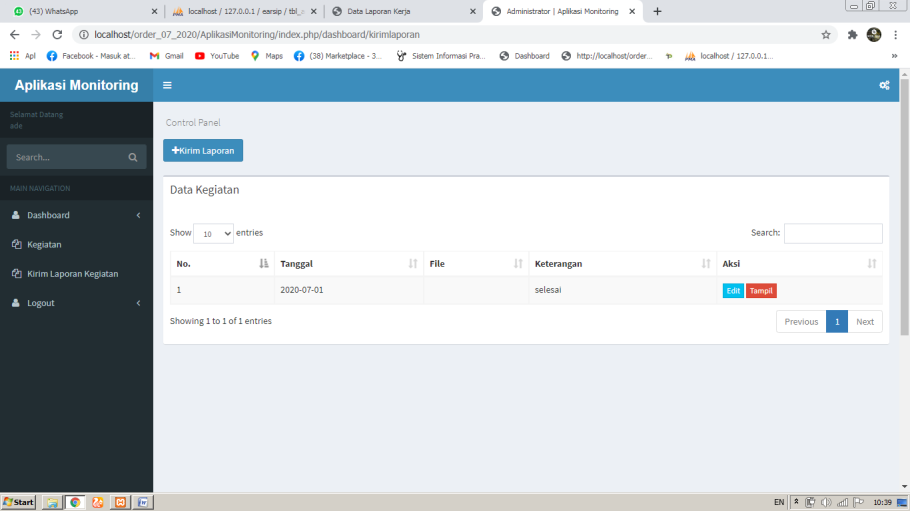 (43) WhatsApp
localhost / 127.0.0.1 / earsip / tbl_a
Data Laporan Kerja
Administrator | Aplikasi Monitoring
localhost/order_07_2020/AplikasiMonitoring/index.php/dashboard/kirimlaporan
Apl
Facebook - Masuk at...
Gmail
YouTube
Maps
(38) Marketplace - 3...
Sistem Informasi Pra...
Dashboard
http://localhost/order...
localhost / 127.0.0.1...
Aplikasi Monitoring
Selamat Datang
ade
Search...
MAIN NAVIGATION
Dashboard
Kegiatan
Kirim Laporan Kegiatan
Logout
Control Panel
+Kirim Laporan
Data Kegiatan
Show 10 entries
Search:
No. Tanggal File Keterangan Aksi
1 2020-07-01 selesai Edit Tampil
Showing 1 to 1 of 1 entries
Previous 1 Next
Start
EN
10:39